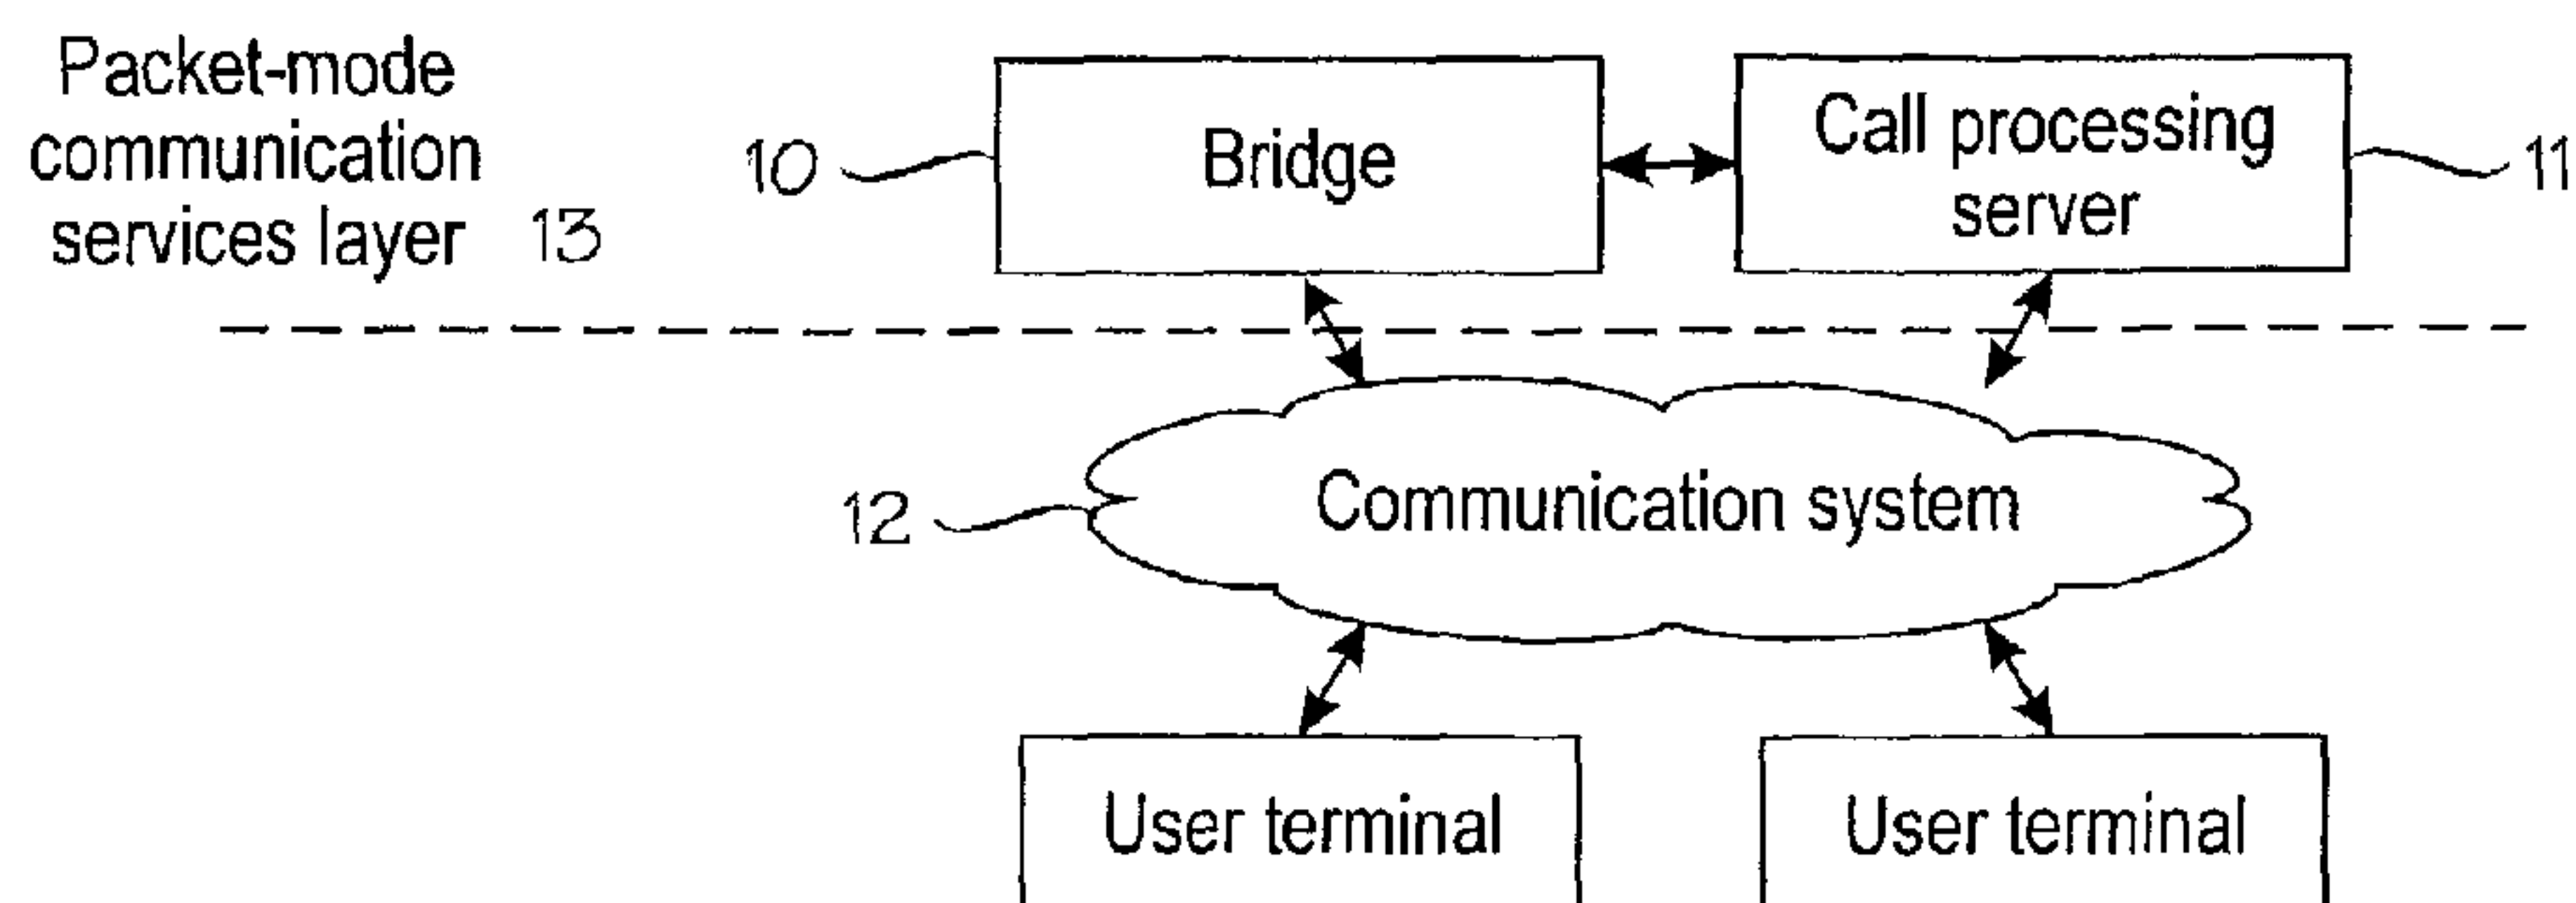 Packet-mode
communication
services layer 13
10
Bridge
Call processing
server
11
12
Communication system
User terminal
User terminal